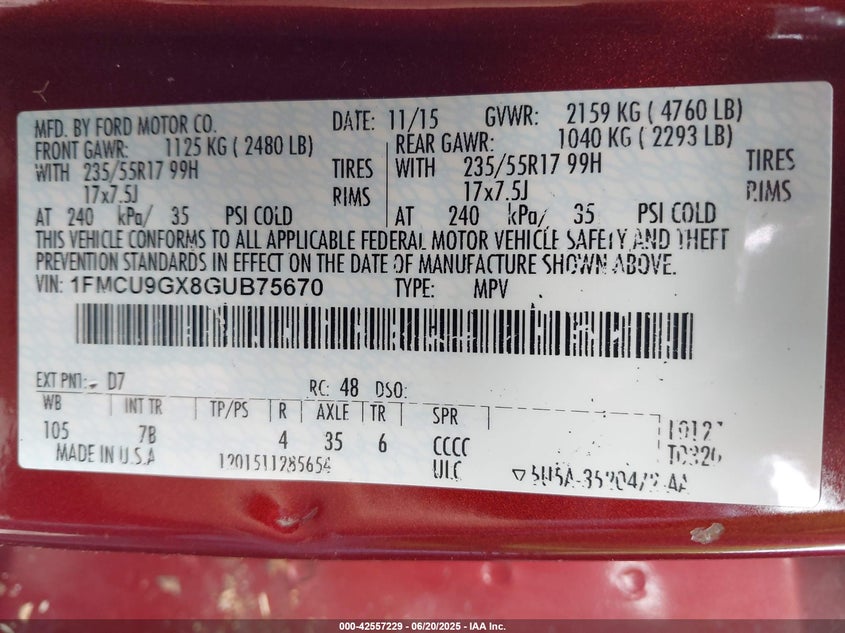 MFD. BY FORD MOTOR CO. DATE: 11/15 GVWR: 2159 KG ( 4760 LB)
FRONT GAWR: 1125 KG ( 2480 LB) REAR GAWR: 1040 KG ( 2293 LB)
WITH 235/55R17 99H TIRES WITH 235/55R17 99H TIRES
17x7.5J RIMS 17x7.5J RIMS
AT 240 kPa/ 35 PSI COLD AT 240 kPa/ 35 PSI COLD
THIS VEHICLE CONFORMS TO ALL APPLICABLE FEDERAL MOTOR VEHICLE SAFETY AND THEFT
PREVENTION STANDARDS IN EFFECT ON THE DATE OF MANUFACTURE SHOWN ABOVE.
VIN: 1FMCU9GX8GUB75670 TYPE: MPV
EXT PNT: D7 RC: 48 DSO:
WB INT TR TP/PS R AXLE TR SPR
105 7B 4 35 6 CCCC
MADE IN U.S.A 1201511285654 ULC
000-42557229 - 06/20/2025 - IAA Inc.